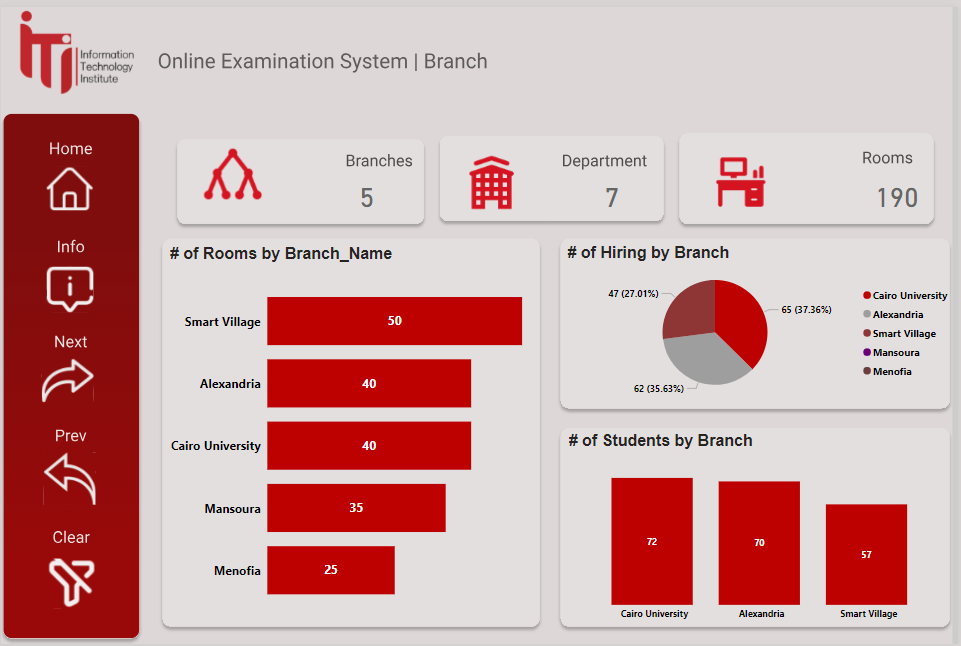 iTi
Information
Technology
Institute
Online Examination System | Branch
Home
Info
Next
Prev
Clear
Branches
5
Department
7
Rooms
190
# of Rooms by Branch_Name
Smart Village 50
Alexandria 40
Cairo University 40
Mansoura 35
Menofia 25
# of Hiring by Branch
47 (27.01%)
65 (37.36%)
62 (35.63%)
Cairo University
Alexandria
Smart Village
Mansoura
Menofia
# of Students by Branch
72 70 57
Cairo University Alexandria Smart Village